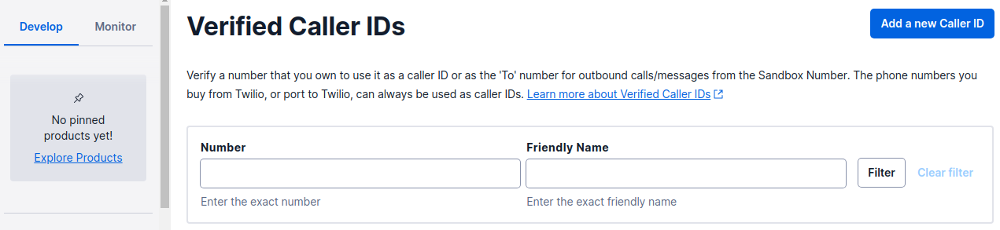 Develop
Monitor
No pinned
products yet!
Explore Products
Verified Caller IDs
Add a new Caller ID
Verify a number that you own to use it as a caller ID or as the 'To' number for outbound calls/messages from the Sandbox Number. The phone numbers you
buy from Twilio, or port to Twilio, can always be used as caller IDs. Learn more about Verified Caller IDs
Number
Friendly Name
Filter
Clear filter
Enter the exact number
Enter the exact friendly name